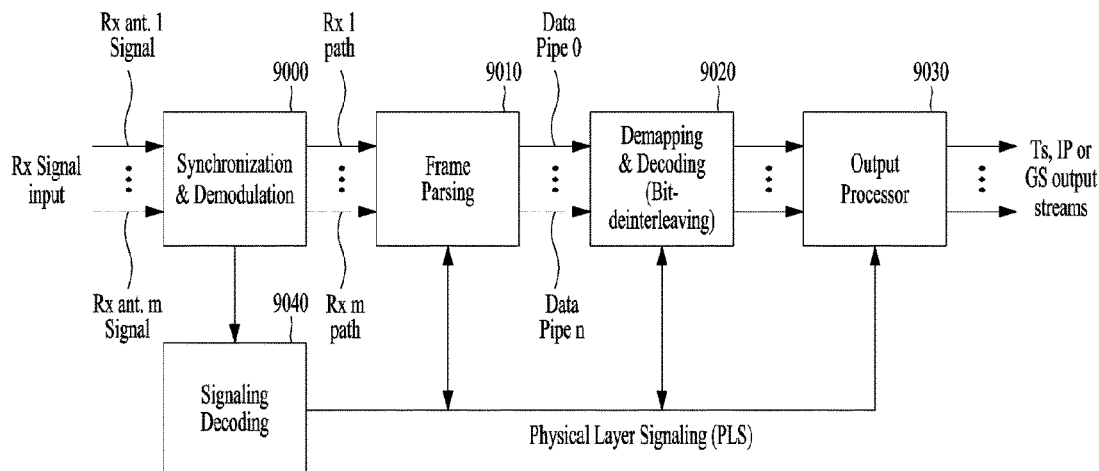 Rx ant. 1
Signal
Rx 1
path
Data
Pipe 0
9000
9010
9020
9030
Rx Signal
input
Synchronization
& Demodulation
Frame
Parsing
Demapping
& Decoding
(Bit-
deinterleaving)
Output
Processor
Ts, IP or
GS output
streams
Rx ant. m
Signal
9040
Rx m
path
Data
Pipe n
Signaling
Decoding
Physical Layer Signaling (PLS)